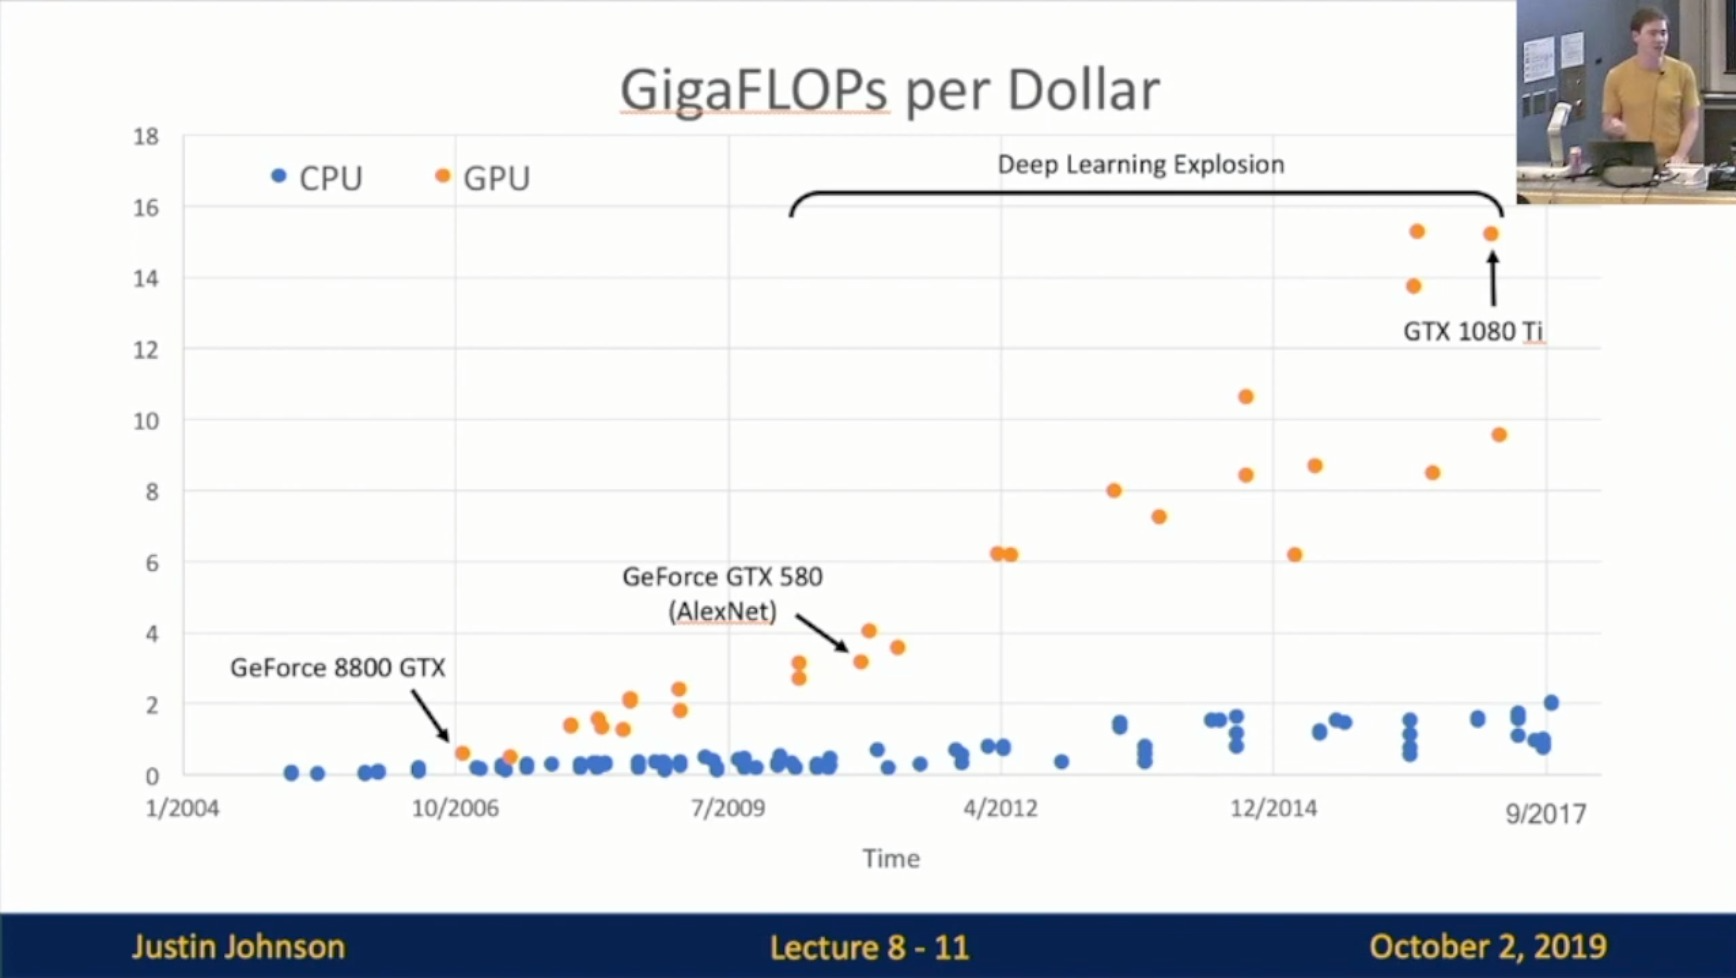 GigaFLOPs per Dollar
18
16
14
12
10
8
6
4
2
0
CPU
GPU
Deep Learning Explosion
GTX 1080 Ti
GeForce GTX 580
(AlexNet)
GeForce 8800 GTX
1/2004
10/2006
7/2009
4/2012
12/2014
9/2017
Time
Justin Johnson
Lecture 8 - 11
October 2, 2019